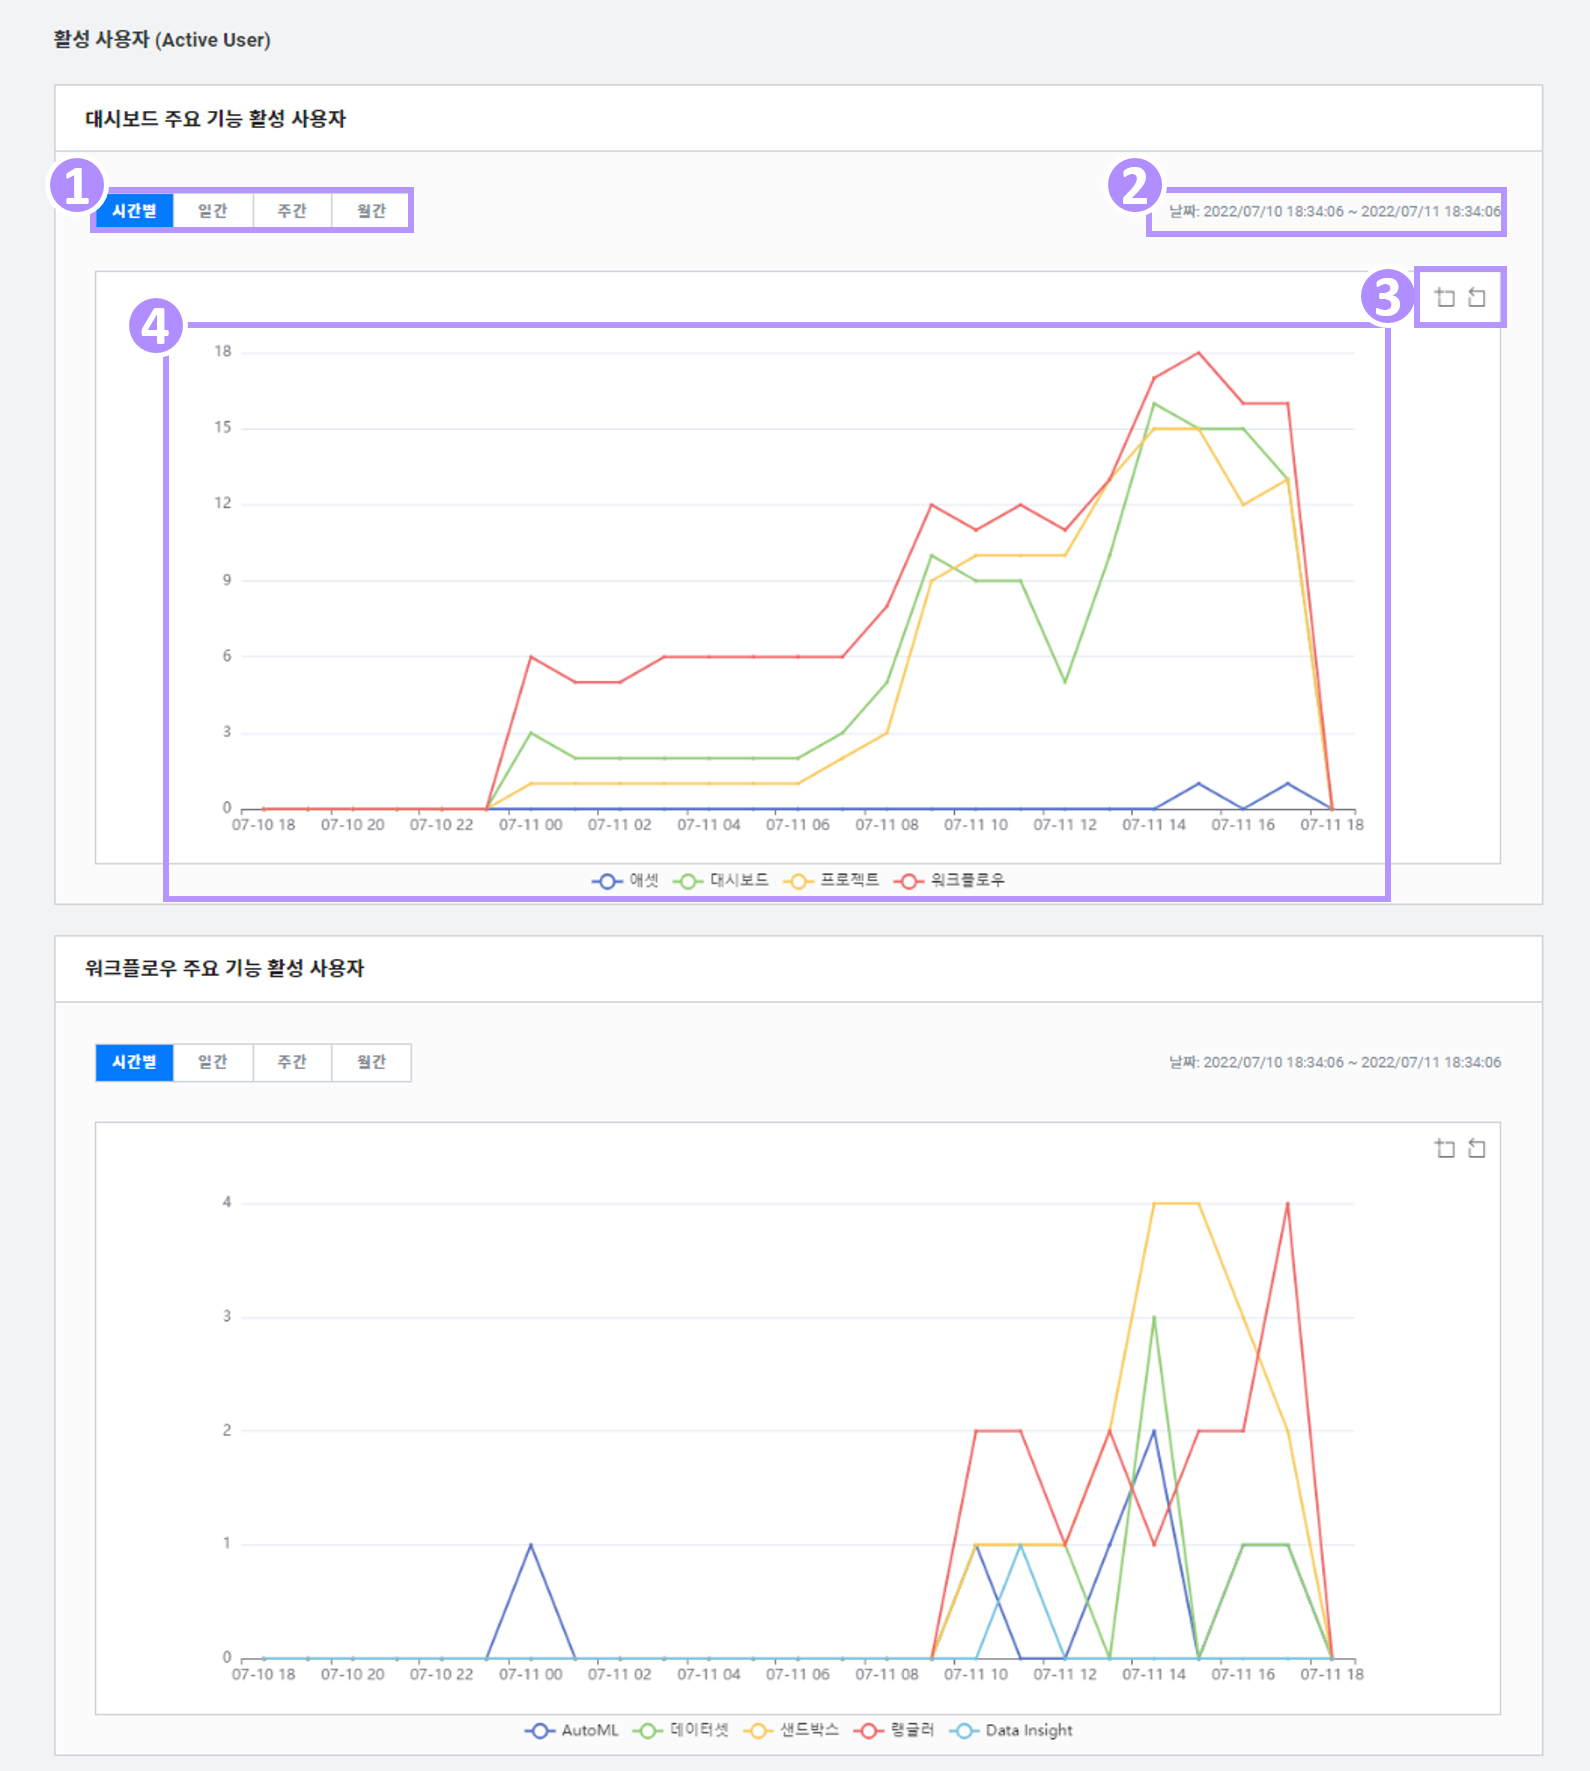 활성 사용자 (Active User)
대시보드 주요 기능 활성 사용자
1
2
시간별 일간 주간 월간
날짜: 2022/07/10 18:34:06 ~ 2022/07/11 18:34:06
3
4
18
15
12
9
6
3
0
07-10 18 07-10 20 07-10 22 07-11 00 07-11 02 07-11 04 07-11 06 07-11 08 07-11 10 07-11 12 07-11 14 07-11 16 07-11 18
애셋 대시보드 프로젝트 워크플로우
워크플로우 주요 기능 활성 사용자
시간별 일간 주간 월간
날짜: 2022/07/10 18:34:06 ~ 2022/07/11 18:34:06
4
3
2
1
0
07-10 18 07-10 20 07-10 22 07-11 00 07-11 02 07-11 04 07-11 06 07-11 08 07-11 10 07-11 12 07-11 14 07-11 16 07-11 18
AutoML 데이터셋 샌드박스 랭글러 Data Insight